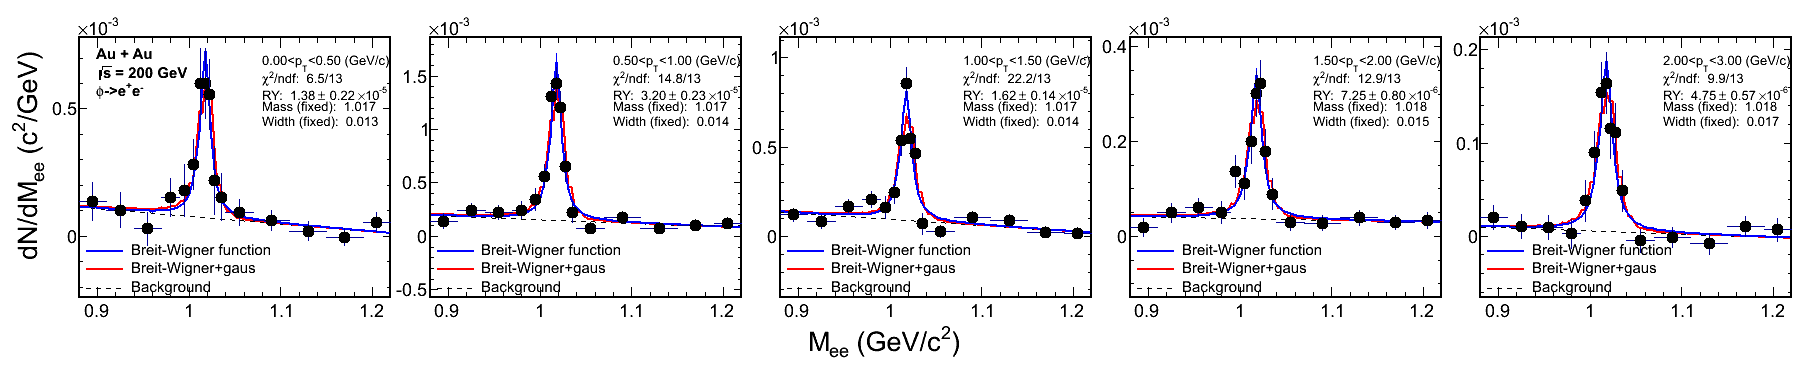 dN/dMee (c²/GeV)
×10⁻³
Au + Au
√s = 200 GeV
ϕ->e⁺e⁻
0.00<pT<0.50 (GeV/c)
χ²/ndf: 6.5/13
RY: 1.38 ± 0.22 ×10⁻⁵
Mass (fixed): 1.017
Width (fixed): 0.013
0.5
0
Breit-Wigner function
Breit-Wigner+gaus
Background
0.9 1 1.1 1.2
×10⁻³
0.50<pT<1.00 (GeV/c)
χ²/ndf: 14.8/13
RY: 3.20 ± 0.23 ×10⁻⁵
Mass (fixed): 1.017
Width (fixed): 0.014
1.5
1
0.5
0
-0.5
Breit-Wigner function
Breit-Wigner+gaus
Background
0.9 1 1.1 1.2
×10⁻³
1.00<pT<1.50 (GeV/c)
χ²/ndf: 22.2/13
RY: 1.62 ± 0.14 ×10⁻⁵
Mass (fixed): 1.017
Width (fixed): 0.014
1
0.5
0
Breit-Wigner function
Breit-Wigner+gaus
Background
0.9 1 1.1 1.2
×10⁻³
1.50<pT<2.00 (GeV/c)
χ²/ndf: 12.9/13
RY: 7.25 ± 0.80 ×10⁻⁶
Mass (fixed): 1.018
Width (fixed): 0.015
0.4
0.2
0
Breit-Wigner function
Breit-Wigner+gaus
Background
0.9 1 1.1 1.2
×10⁻³
2.00<pT<3.00 (GeV/c)
χ²/ndf: 9.9/13
RY: 4.75 ± 0.57 ×10⁻⁶
Mass (fixed): 1.018
Width (fixed): 0.017
0.2
0.1
0
Breit-Wigner function
Breit-Wigner+gaus
Background
0.9 1 1.1 1.2
Mee (GeV/c²)